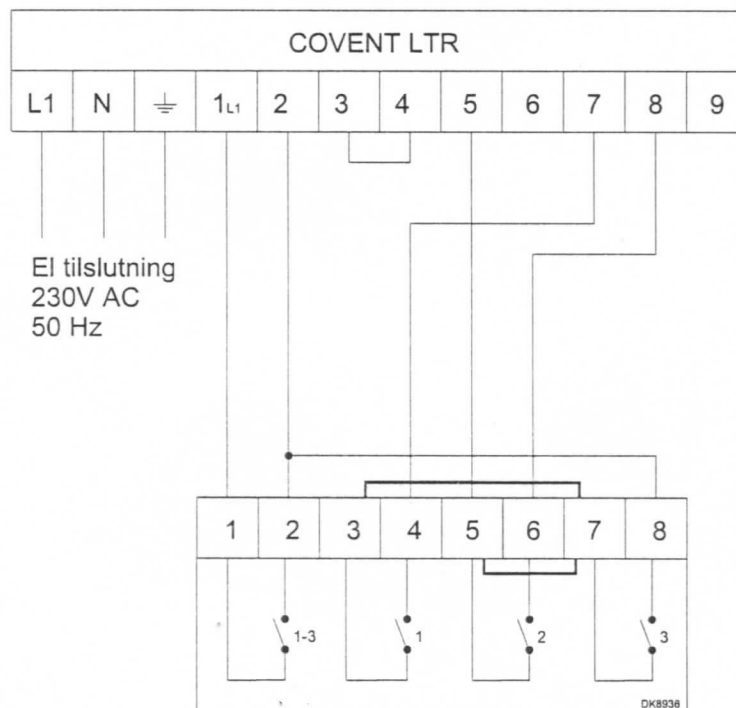 COVENT LTR
L1 N 1L1 2 3 4 5 6 7 8 9
El tilslutning
230V AC
50 Hz
1 2 3 4 5 6 7 8
1-3 1 2 3
DK8936